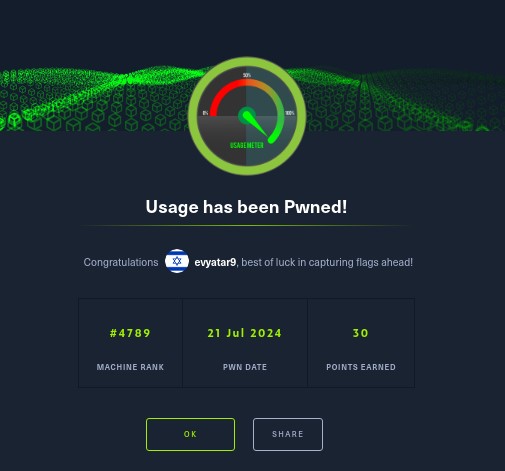 50%
0%
100%
USAGEMETER
Usage has been Pwned!
Congratulations evyatar9, best of luck in capturing flags ahead!
#4789 21 Jul 2024 30
MACHINE RANK PWN DATE POINTS EARNED
OK SHARE